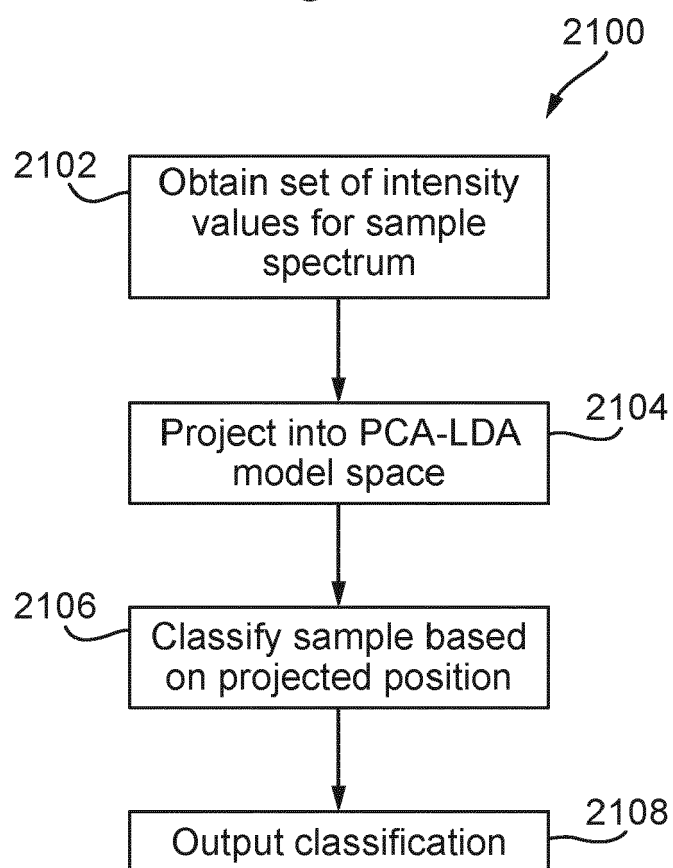 2100
2102
Obtain set of intensity
values for sample
spectrum
2104
Project into PCA-LDA
model space
2106
Classify sample based
on projected position
2108
Output classification